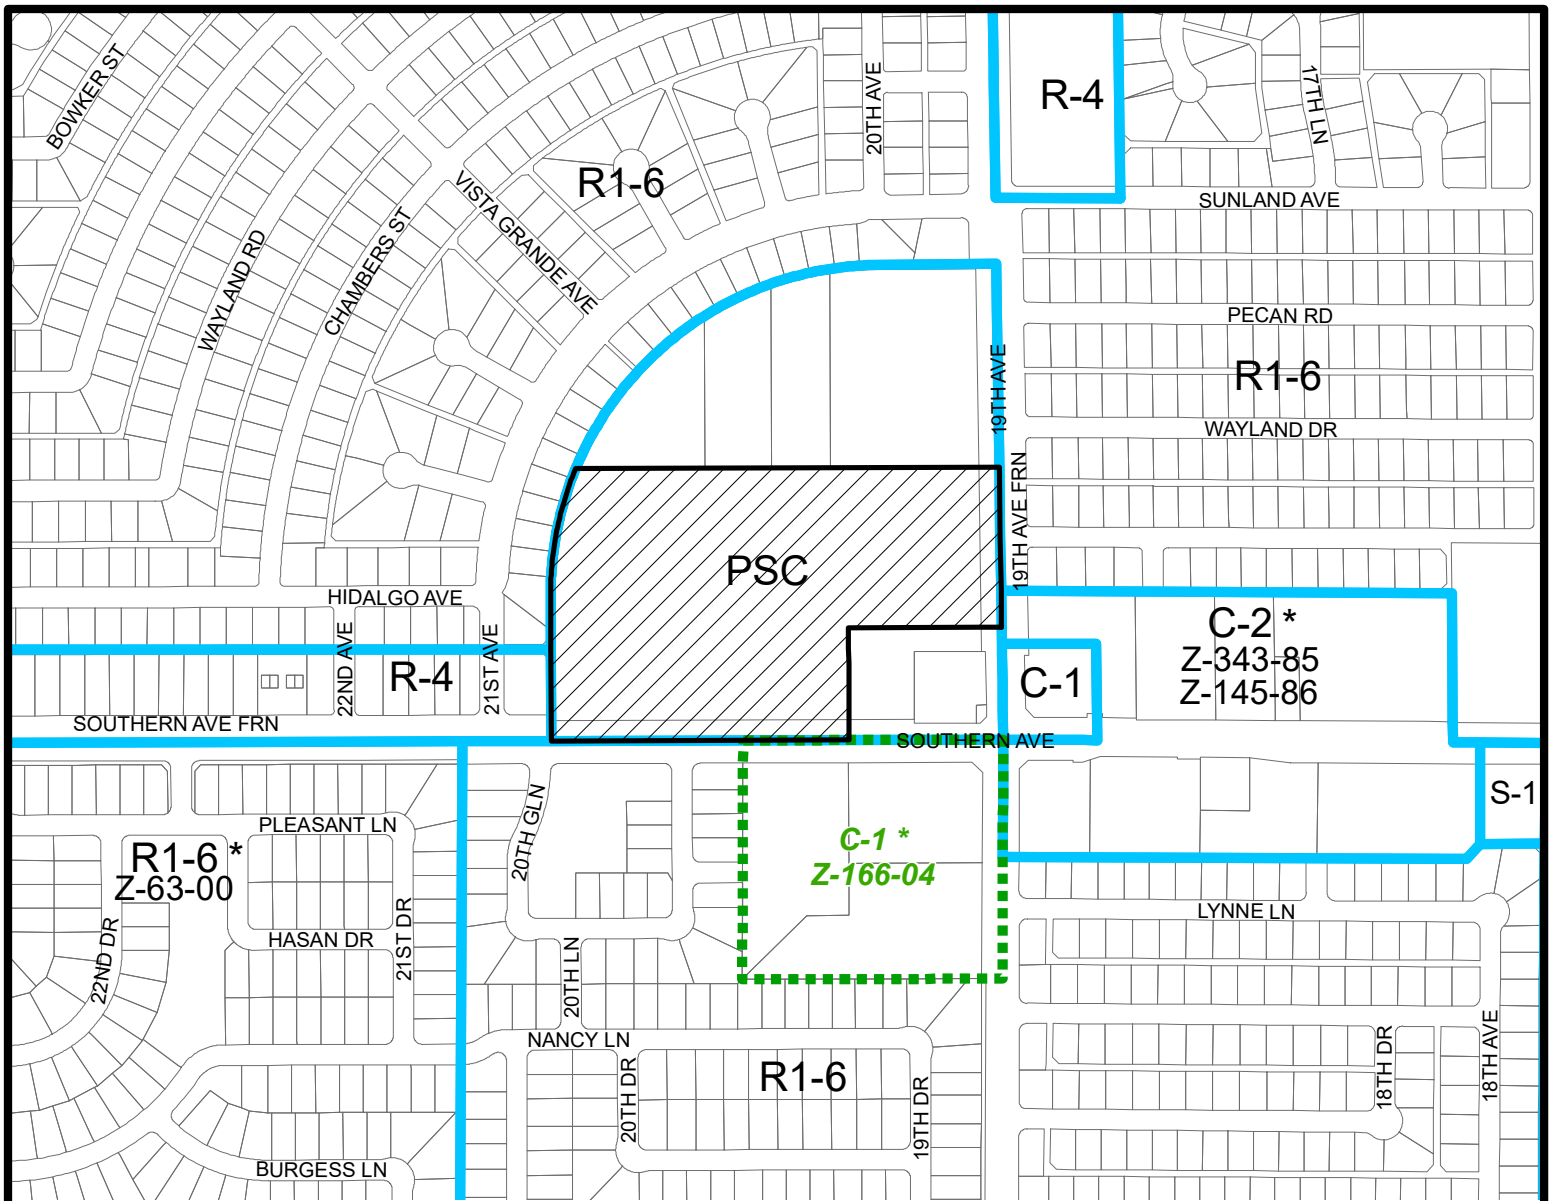 BOWKER ST
20TH AVE
R-4
17TH LN
R1-6
VISTA GRANDE AVE
SUNLAND AVE
WAYLAND RD
CHAMBERS ST
PECAN RD
19TH AVE
R1-6
WAYLAND DR
19TH AVE FRN
PSC
HIDALGO AVE
C-2 *
Z-343-85
Z-145-86
22ND AVE
R-4
21ST AVE
C-1
SOUTHERN AVE FRN
SOUTHERN AVE
S-1
PLEASANT LN
20TH GLN
C-1 *
Z-166-04
R1-6 *
Z-63-00
LYNNE LN
22ND DR
HASAN DR
21ST DR
20TH LN
NANCY LN
R1-6
20TH DR
19TH DR
18TH DR
18TH AVE
BURGESS LN